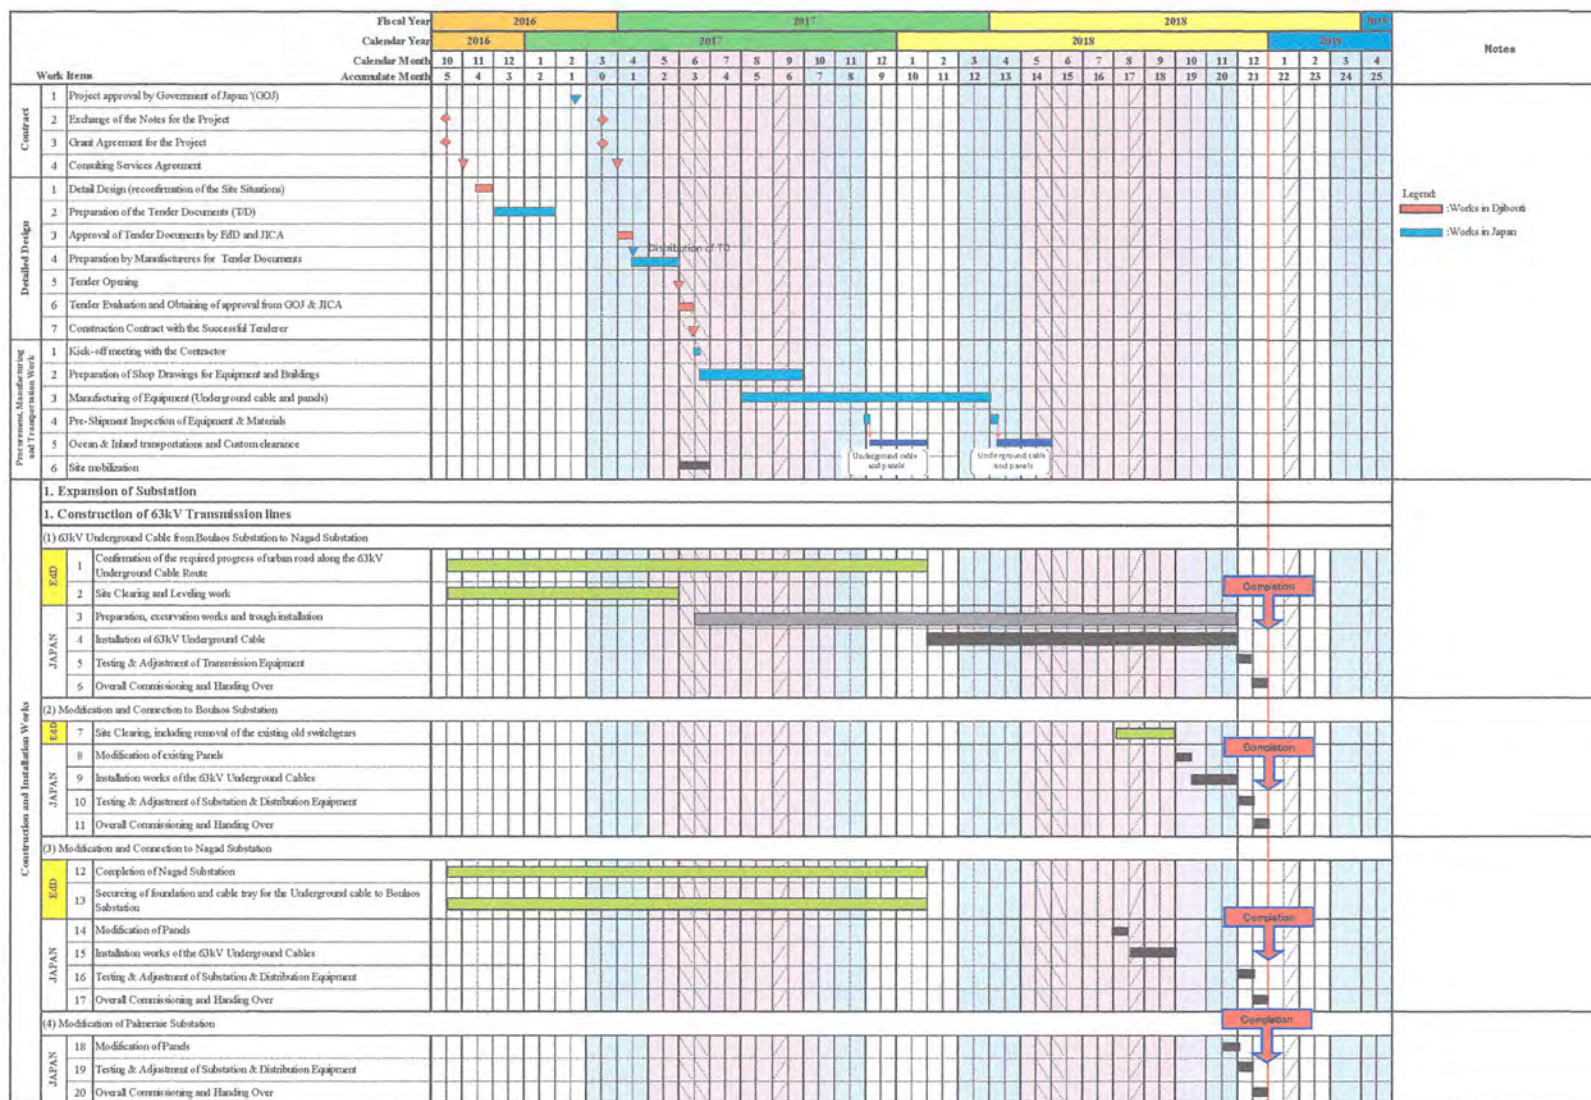 Fiscal Year 2016 2017 2018 2019
Calendar Year 2016 2017 2018 2019 Notes
Calendar Month 10 11 12 1 2 3 4 5 6 7 8 9 10 11 12 1 2 3 4 5 6 7 8 9 10 11 12 1 2 3 4
Work Items Accumulate Month 5 4 3 2 1 0 1 2 3 4 5 6 7 8 9 10 11 12 13 14 15 16 17 18 19 20 21 22 23 24 25
Contract
1 Project approval by Government of Japan '(GOJ)
2 Exchange of the Notes for the Project
3 Grant Agreement for the Project
4 Consulting Services Agreement
Detailed Design
1 Detail Design (reconfirmation of the Site Situations)
2 Preparation of the Tender Documents (T/D)
3 Approval of Tender Documents by EdD and JICA
Distribution of TD
4 Preparation by Manufactureres for Tender Documents
5 Tender Opening
6 Tender Evaluation and Obtaining of approval from GOJ & JICA
7 Construction Contract with the Successful Tenderer
Legend:
:Works in Djibouti
:Works in Japan
Procurement, Manufacturing
and Transportation Work
1 Kick-off meeting with the Contractor
2 Preparation of Shop Drawings for Equipment and Buildings
3 Manufacturing of Equipment (Underground cable and panels)
4 Pre-Shipment Inspection of Equipment & Materials
5 Ocean & Inland transportations and Custom clearance
Underground cable
and panels
Underground cable
and panels
6 Site mobilization
Construction and Installation Works
1. Expansion of Substation
1. Construction of 63kV Transmission lines
(1) 63kV Underground Cable from Boulaos Substation to Nagad Substation
EdD
1 Confirmation of the required progress of urban road along the 63kV
Underground Cable Route
2 Site Clearing and Leveling work
Completion
JAPAN
3 Preparation, excurvation works and trough installation
4 Installation of 63kV Underground Cable
5 Testing & Adjustment of Transmission Equipment
6 Overall Commissioning and Handing Over
(2) Modification and Connection to Boulaos Substation
EdD
7 Site Clearing, including removal of the existing old switchgears
Completion
JAPAN
8 Modification of existing Panels
9 Installation works of the 63kV Underground Cables
10 Testing & Adjustment of Substation & Distribution Equipment
11 Overall Commissioning and Handing Over
(3) Modification and Connection to Nagad Substation
EdD
12 Completion of Nagad Substation
13 Secureing of foundation and cable tray for the Underground cable to Boulaos
Sabstation
Completion
JAPAN
14 Modification of Panels
15 Installation works of the 63kV Underground Cables
16 Testing & Adjustment of Substation & Distribution Equipment
17 Overall Commissioning and Handing Over
(4) Modification of Palmeraie Substation
Completion
JAPAN
18 Modification of Panels
19 Testing & Adjustment of Substation & Distribution Equipment
20 Overall Commissioning and Handing Over